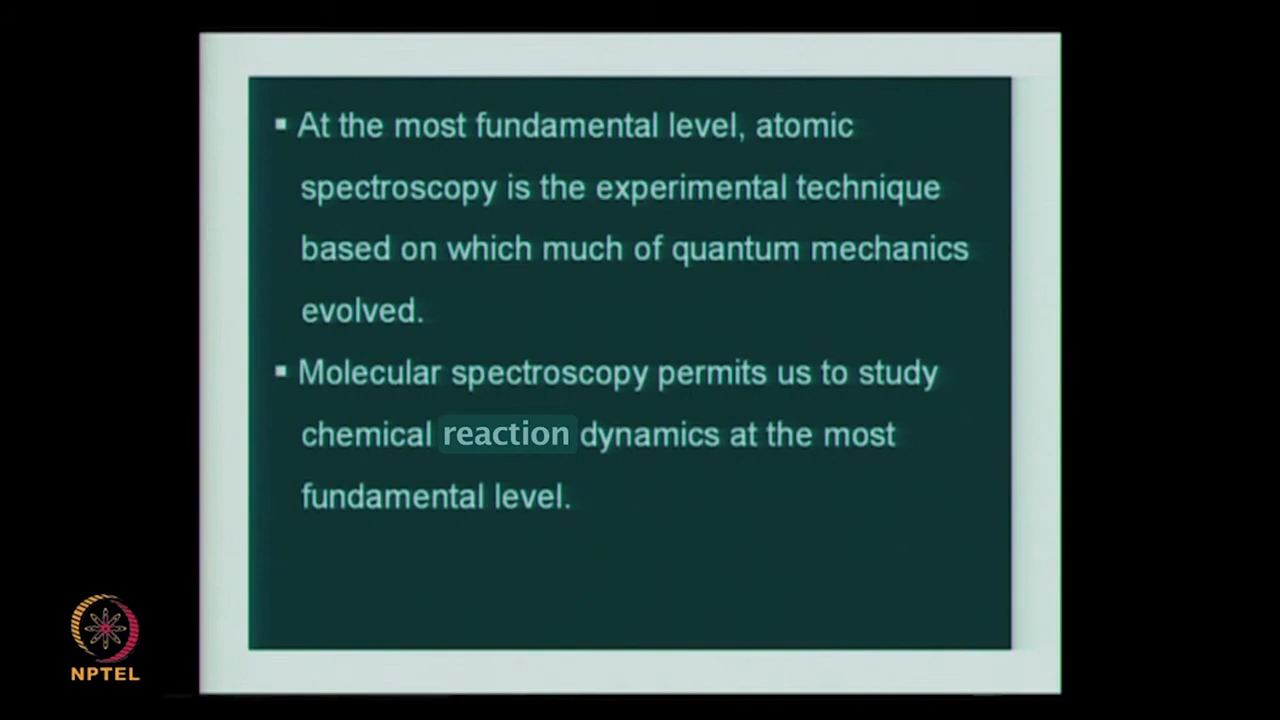 ▪ At the most fundamental level, atomic
spectroscopy is the experimental technique
based on which much of quantum mechanics
evolved.
▪ Molecular spectroscopy permits us to study
chemical reaction dynamics at the most
fundamental level.
NPTEL